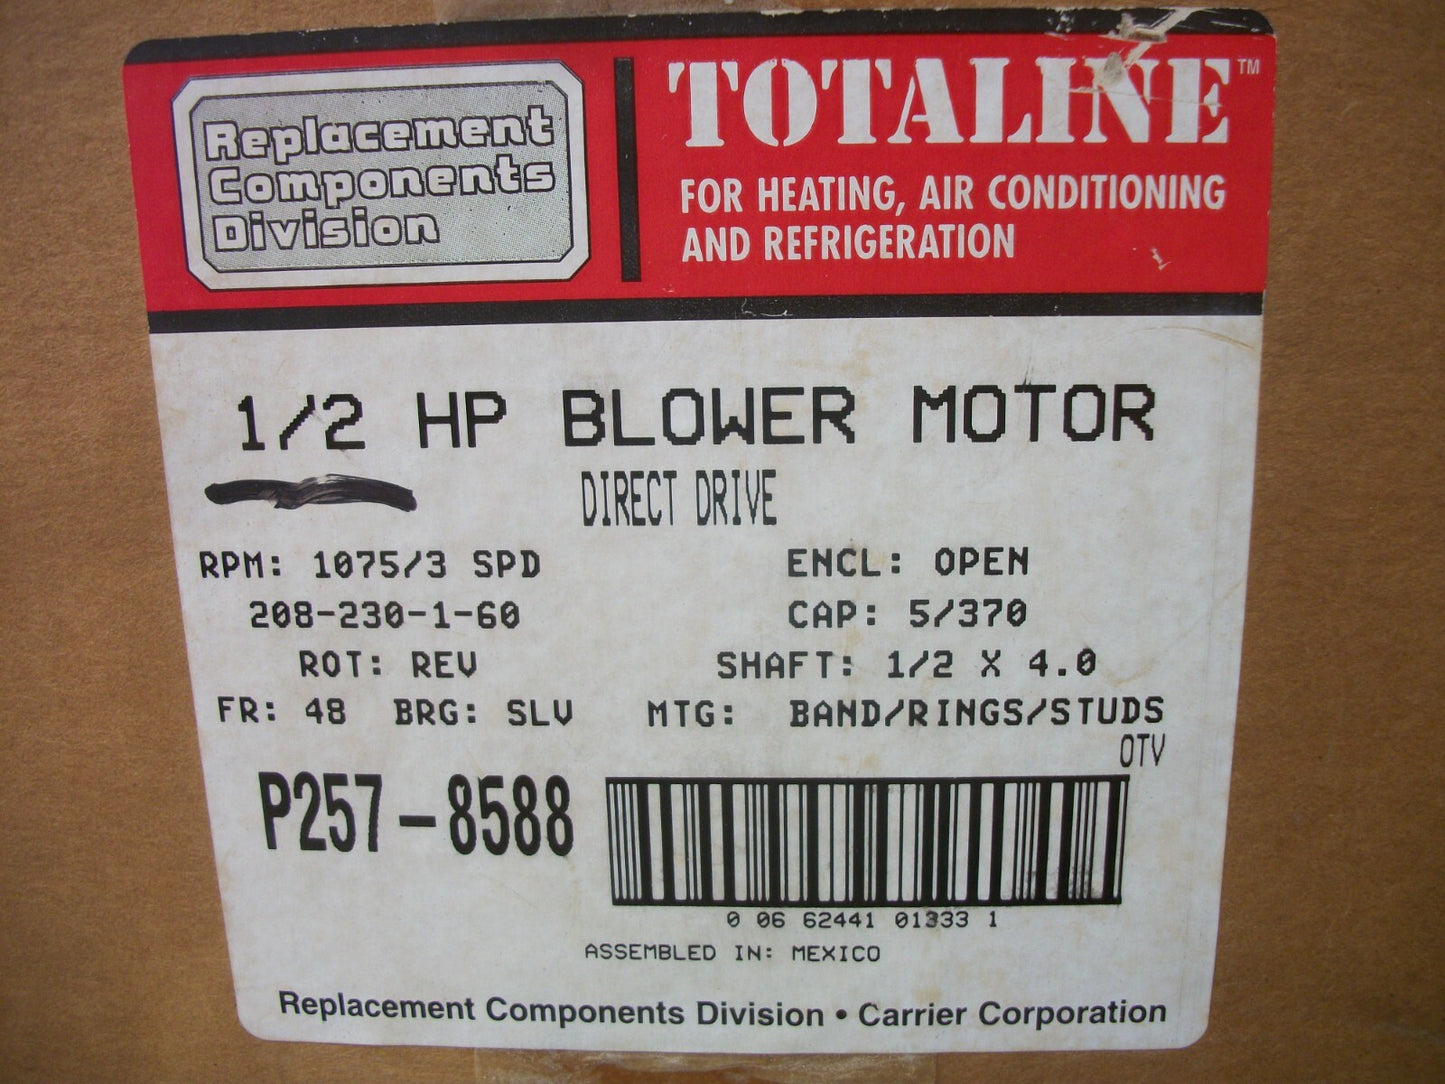 Replacement
Components
Division
TOTALINE™
FOR HEATING, AIR CONDITIONING
AND REFRIGERATION
1/2 HP BLOWER MOTOR
DIRECT DRIVE
RPM: 1075/3 SPD ENCL: OPEN
208-230-1-60 CAP: 5/370
ROT: REV SHAFT: 1/2 X 4.0
FR: 48 BRG: SLV MTG: BAND/RINGS/STUDS
QTY
P257-8588
0 06 62441 01333 1
ASSEMBLED IN: MEXICO
Replacement Components Division • Carrier Corporation